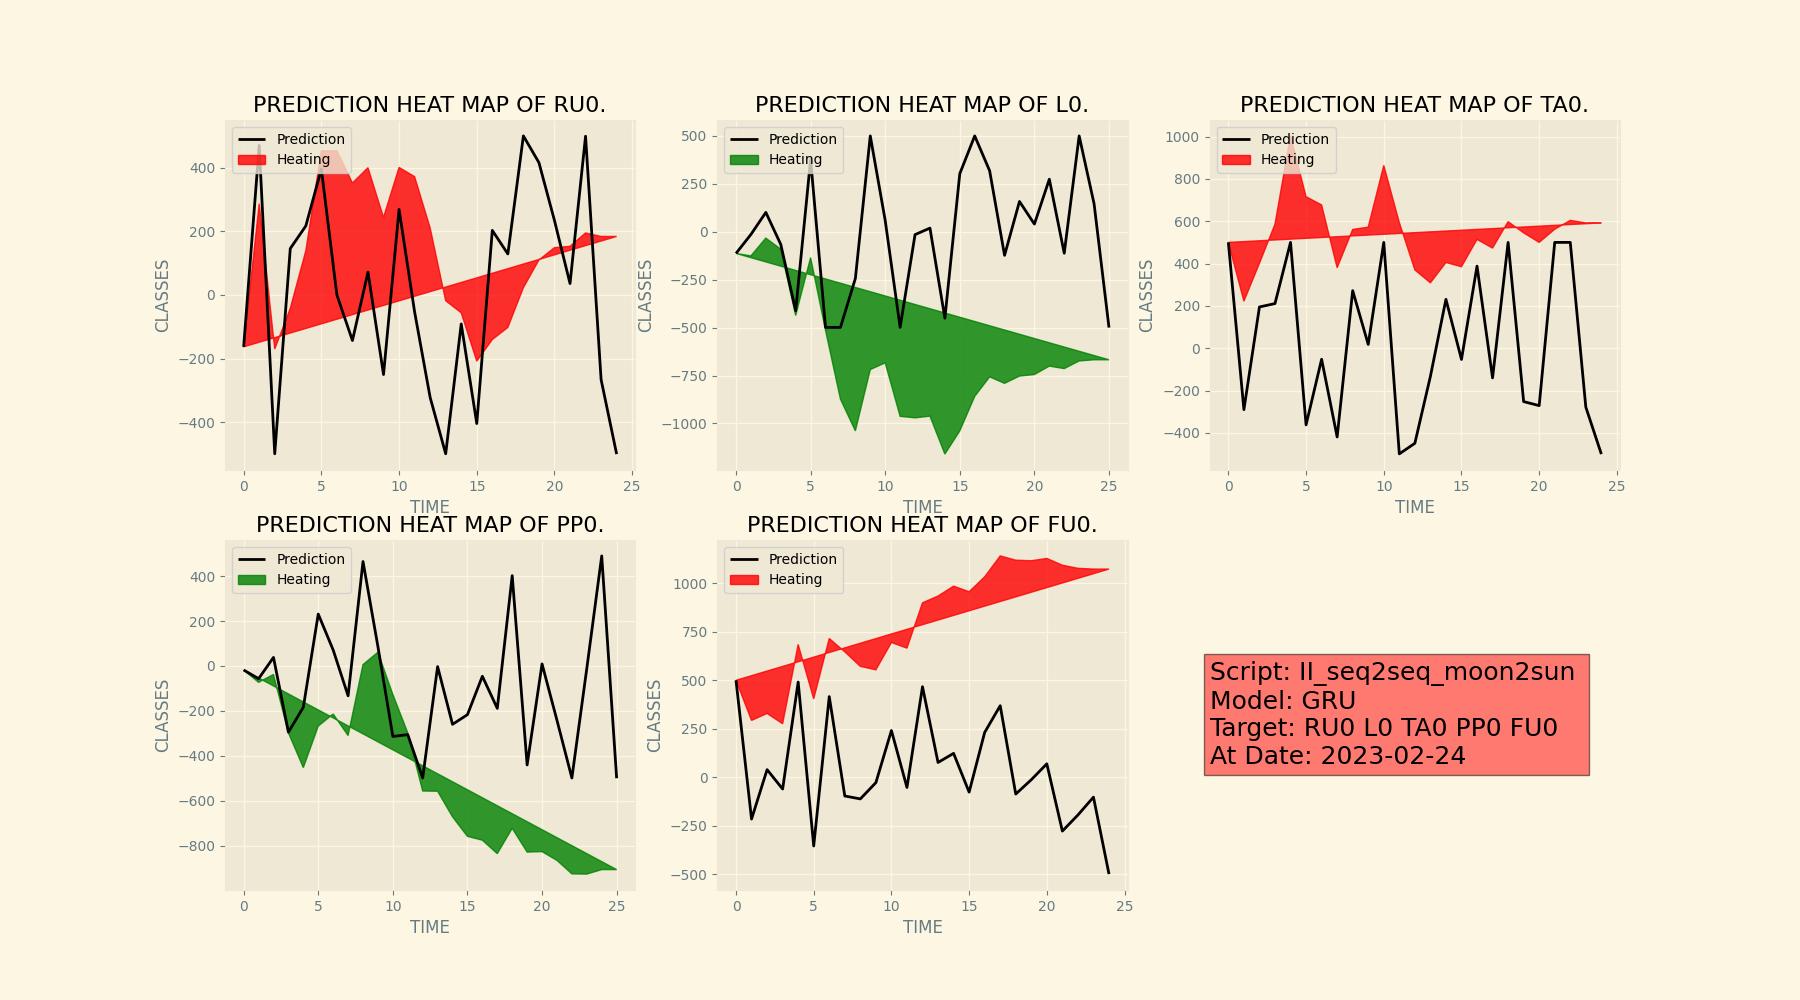 PREDICTION HEAT MAP OF RU0.
Prediction
Heating
CLASSES
400
200
0
−200
−400
0 5 10 15 20 25
TIME
PREDICTION HEAT MAP OF L0.
Prediction
Heating
CLASSES
500
250
0
−250
−500
−750
−1000
0 5 10 15 20 25
TIME
PREDICTION HEAT MAP OF TA0.
Prediction
Heating
CLASSES
1000
800
600
400
200
0
−200
−400
0 5 10 15 20 25
TIME
PREDICTION HEAT MAP OF PP0.
Prediction
Heating
CLASSES
400
200
0
−200
−400
−600
−800
0 5 10 15 20 25
TIME
PREDICTION HEAT MAP OF FU0.
Prediction
Heating
CLASSES
1000
750
500
250
0
−250
−500
0 5 10 15 20 25
TIME
Script: II_seq2seq_moon2sun
Model: GRU
Target: RU0 L0 TA0 PP0 FU0
At Date: 2023-02-24